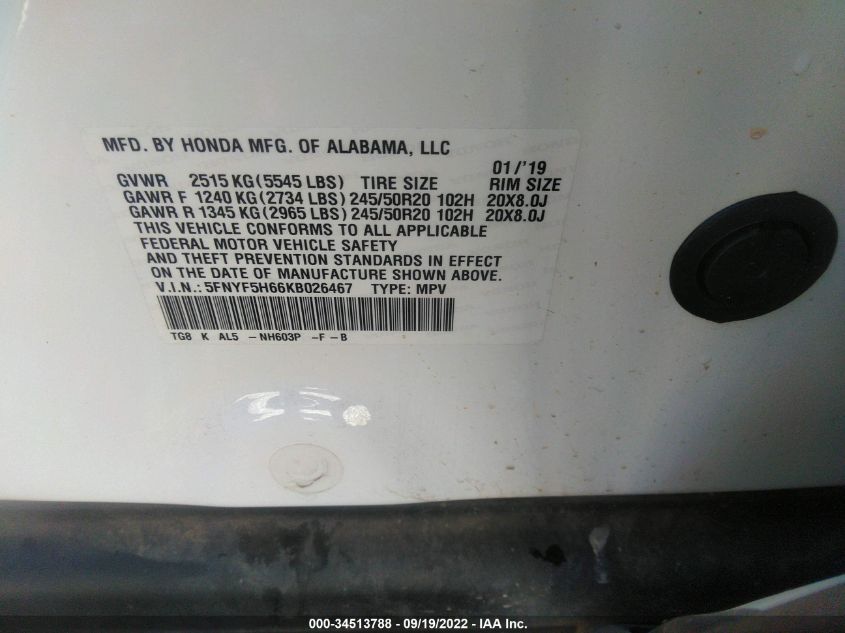 MFD. BY HONDA MFG. OF ALABAMA, LLC
01/'19
GVWR 2515 KG (5545 LBS) TIRE SIZE RIM SIZE
GAWR F 1240 KG (2734 LBS) 245/50R20 102H 20X8.0J
GAWR R 1345 KG (2965 LBS) 245/50R20 102H 20X8.0J
THIS VEHICLE CONFORMS TO ALL APPLICABLE
FEDERAL MOTOR VEHICLE SAFETY
AND THEFT PREVENTION STANDARDS IN EFFECT
ON THE DATE OF MANUFACTURE SHOWN ABOVE.
V.I.N.: 5FNYF5H66KB026467 TYPE: MPV
TG8 K AL5 -NH603P -F -B
000-34513788 - 09/19/2022 - IAA Inc.